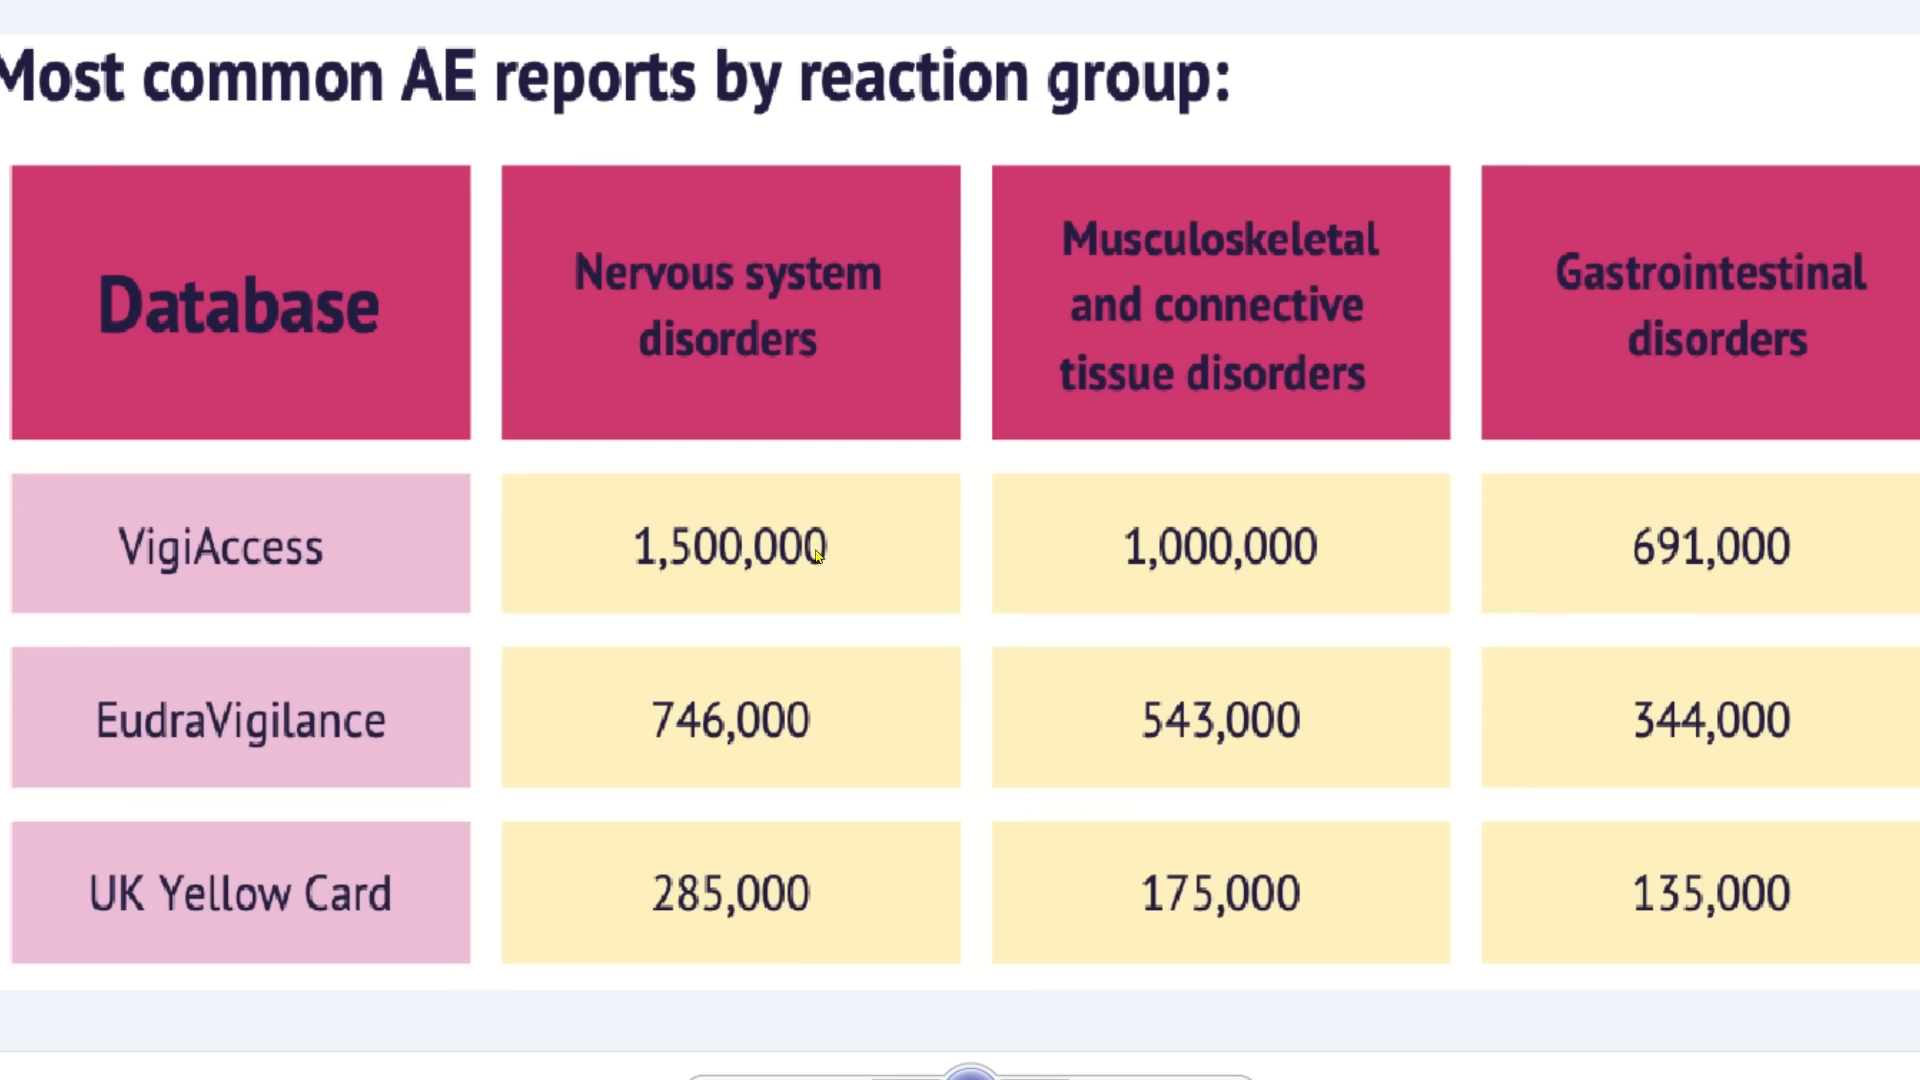 Most common AE reports by reaction group:
Database
Nervous system
disorders
Musculoskeletal
and connective
tissue disorders
Gastrointestinal
disorders
VigiAccess
1,500,000
1,000,000
691,000
EudraVigilance
746,000
543,000
344,000
UK Yellow Card
285,000
175,000
135,000